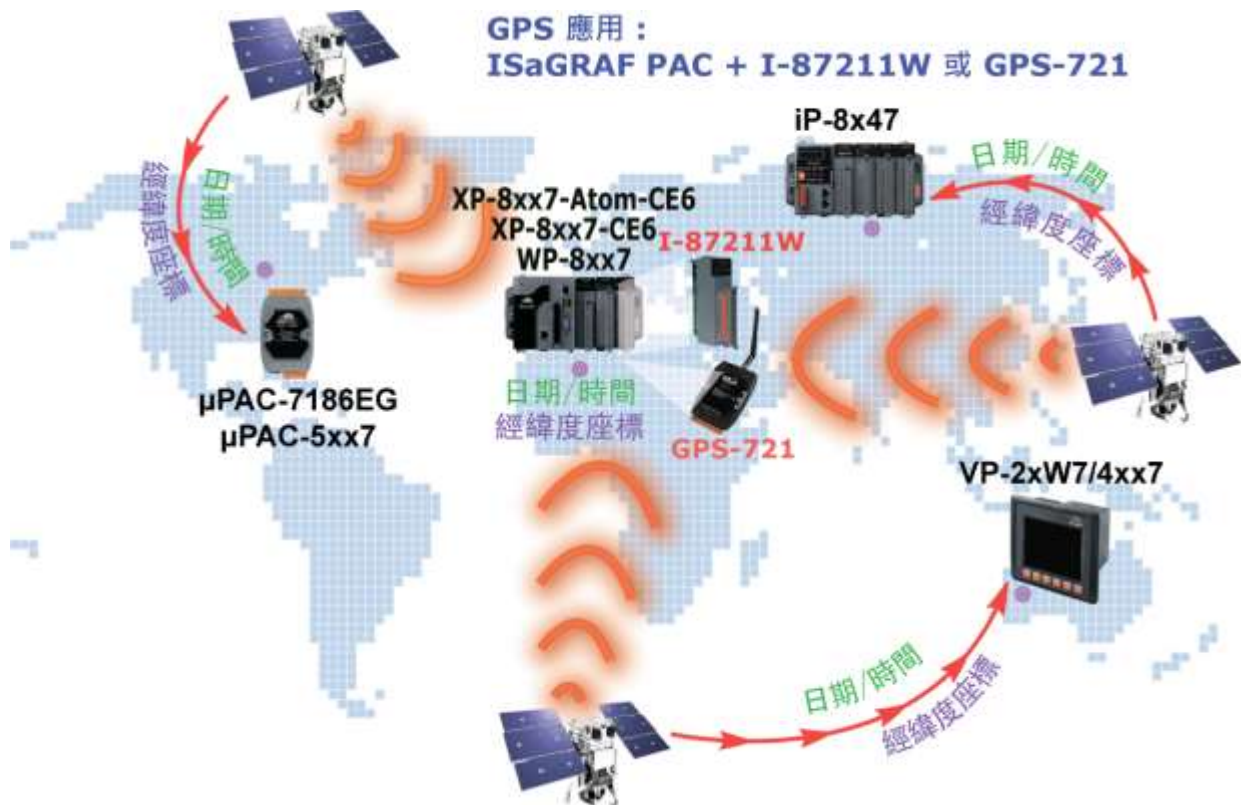 GPS 應用 :
ISaGRAF PAC + I-87211W 或 GPS-721
iP-8x47
日期/時間
經緯度座標
日期/時間
經緯度座標
XP-8xx7-Atom-CE6
XP-8xx7-CE6
WP-8xx7
I-87211W
日期/時間
經緯度座標
GPS-721
µPAC-7186EG
µPAC-5xx7
VP-2xW7/4xx7
日期/時間
經緯度座標